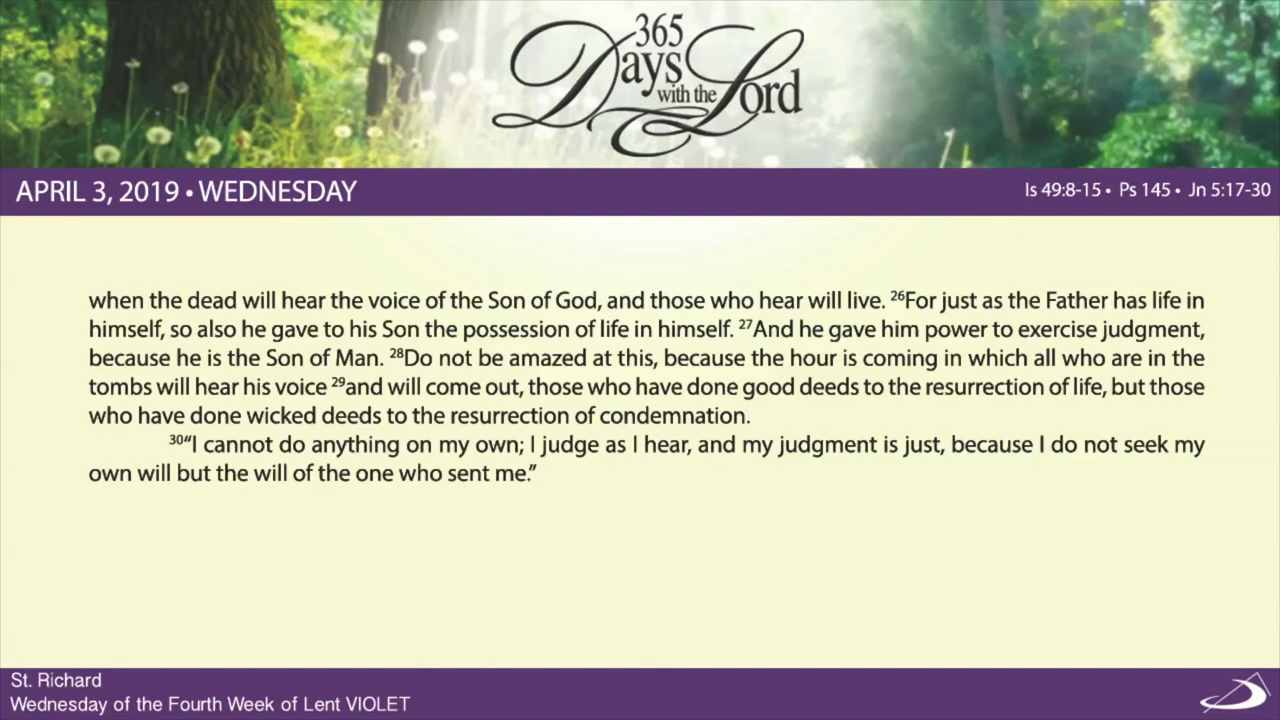 365
Days
with the Lord
APRIL 3, 2019 • WEDNESDAY
Is 49:8-15 • Ps 145 • Jn 5:17-30
when the dead will hear the voice of the Son of God, and those who hear will live. ²⁶For just as the Father has life in
himself, so also he gave to his Son the possession of life in himself. ²⁷And he gave him power to exercise judgment,
because he is the Son of Man. ²⁸Do not be amazed at this, because the hour is coming in which all who are in the
tombs will hear his voice ²⁹and will come out, those who have done good deeds to the resurrection of life, but those
who have done wicked deeds to the resurrection of condemnation.
³⁰“I cannot do anything on my own; I judge as I hear, and my judgment is just, because I do not seek my
own will but the will of the one who sent me.”
St. Richard
Wednesday of the Fourth Week of Lent VIOLET